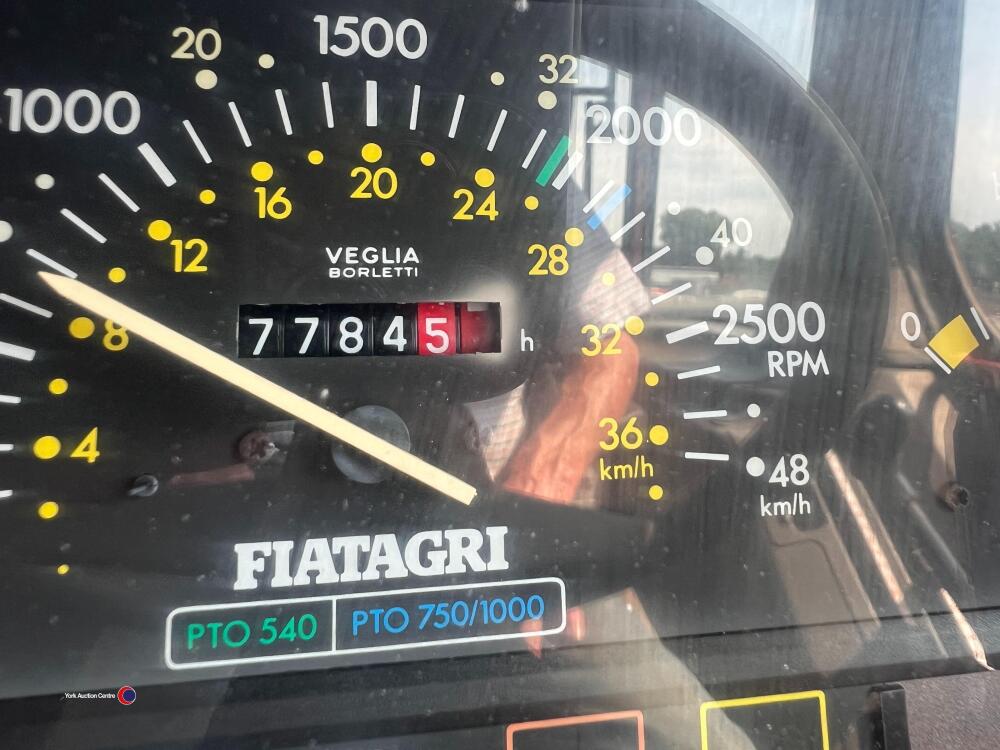 20
1500
32
1000
2000
16
20
24
12
28
40
VEGLIA
BORLETTI
77845 h
8
32
2500
RPM
0
4
36
km/h
48
km/h
FIATAGRI
PTO 540
PTO 750/1000
York Auction Centre